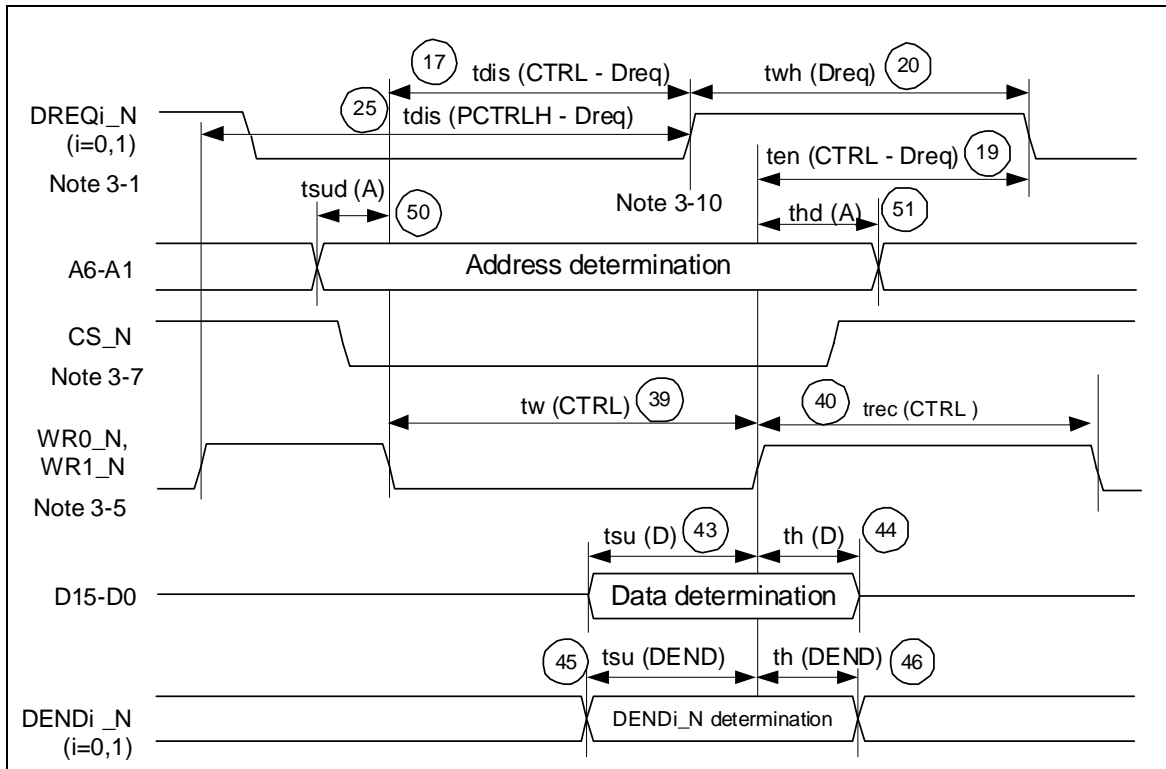 17 tdis (CTRL - Dreq) twh (Dreq) 20
25 tdis (PCTRLH - Dreq)
DREQi_N
(i=0,1)
Note 3-1
ten (CTRL - Dreq) 19
tsud (A) 50
Note 3-10
thd (A) 51
A6-A1
Address determination
CS_N
Note 3-7
tw (CTRL) 39
40 trec (CTRL )
WR0_N,
WR1_N
Note 3-5
tsu (D) 43
th (D) 44
D15-D0
Data determination
45 tsu (DEND)
th (DEND) 46
DENDi _N
(i=0,1)
DENDi_N determination